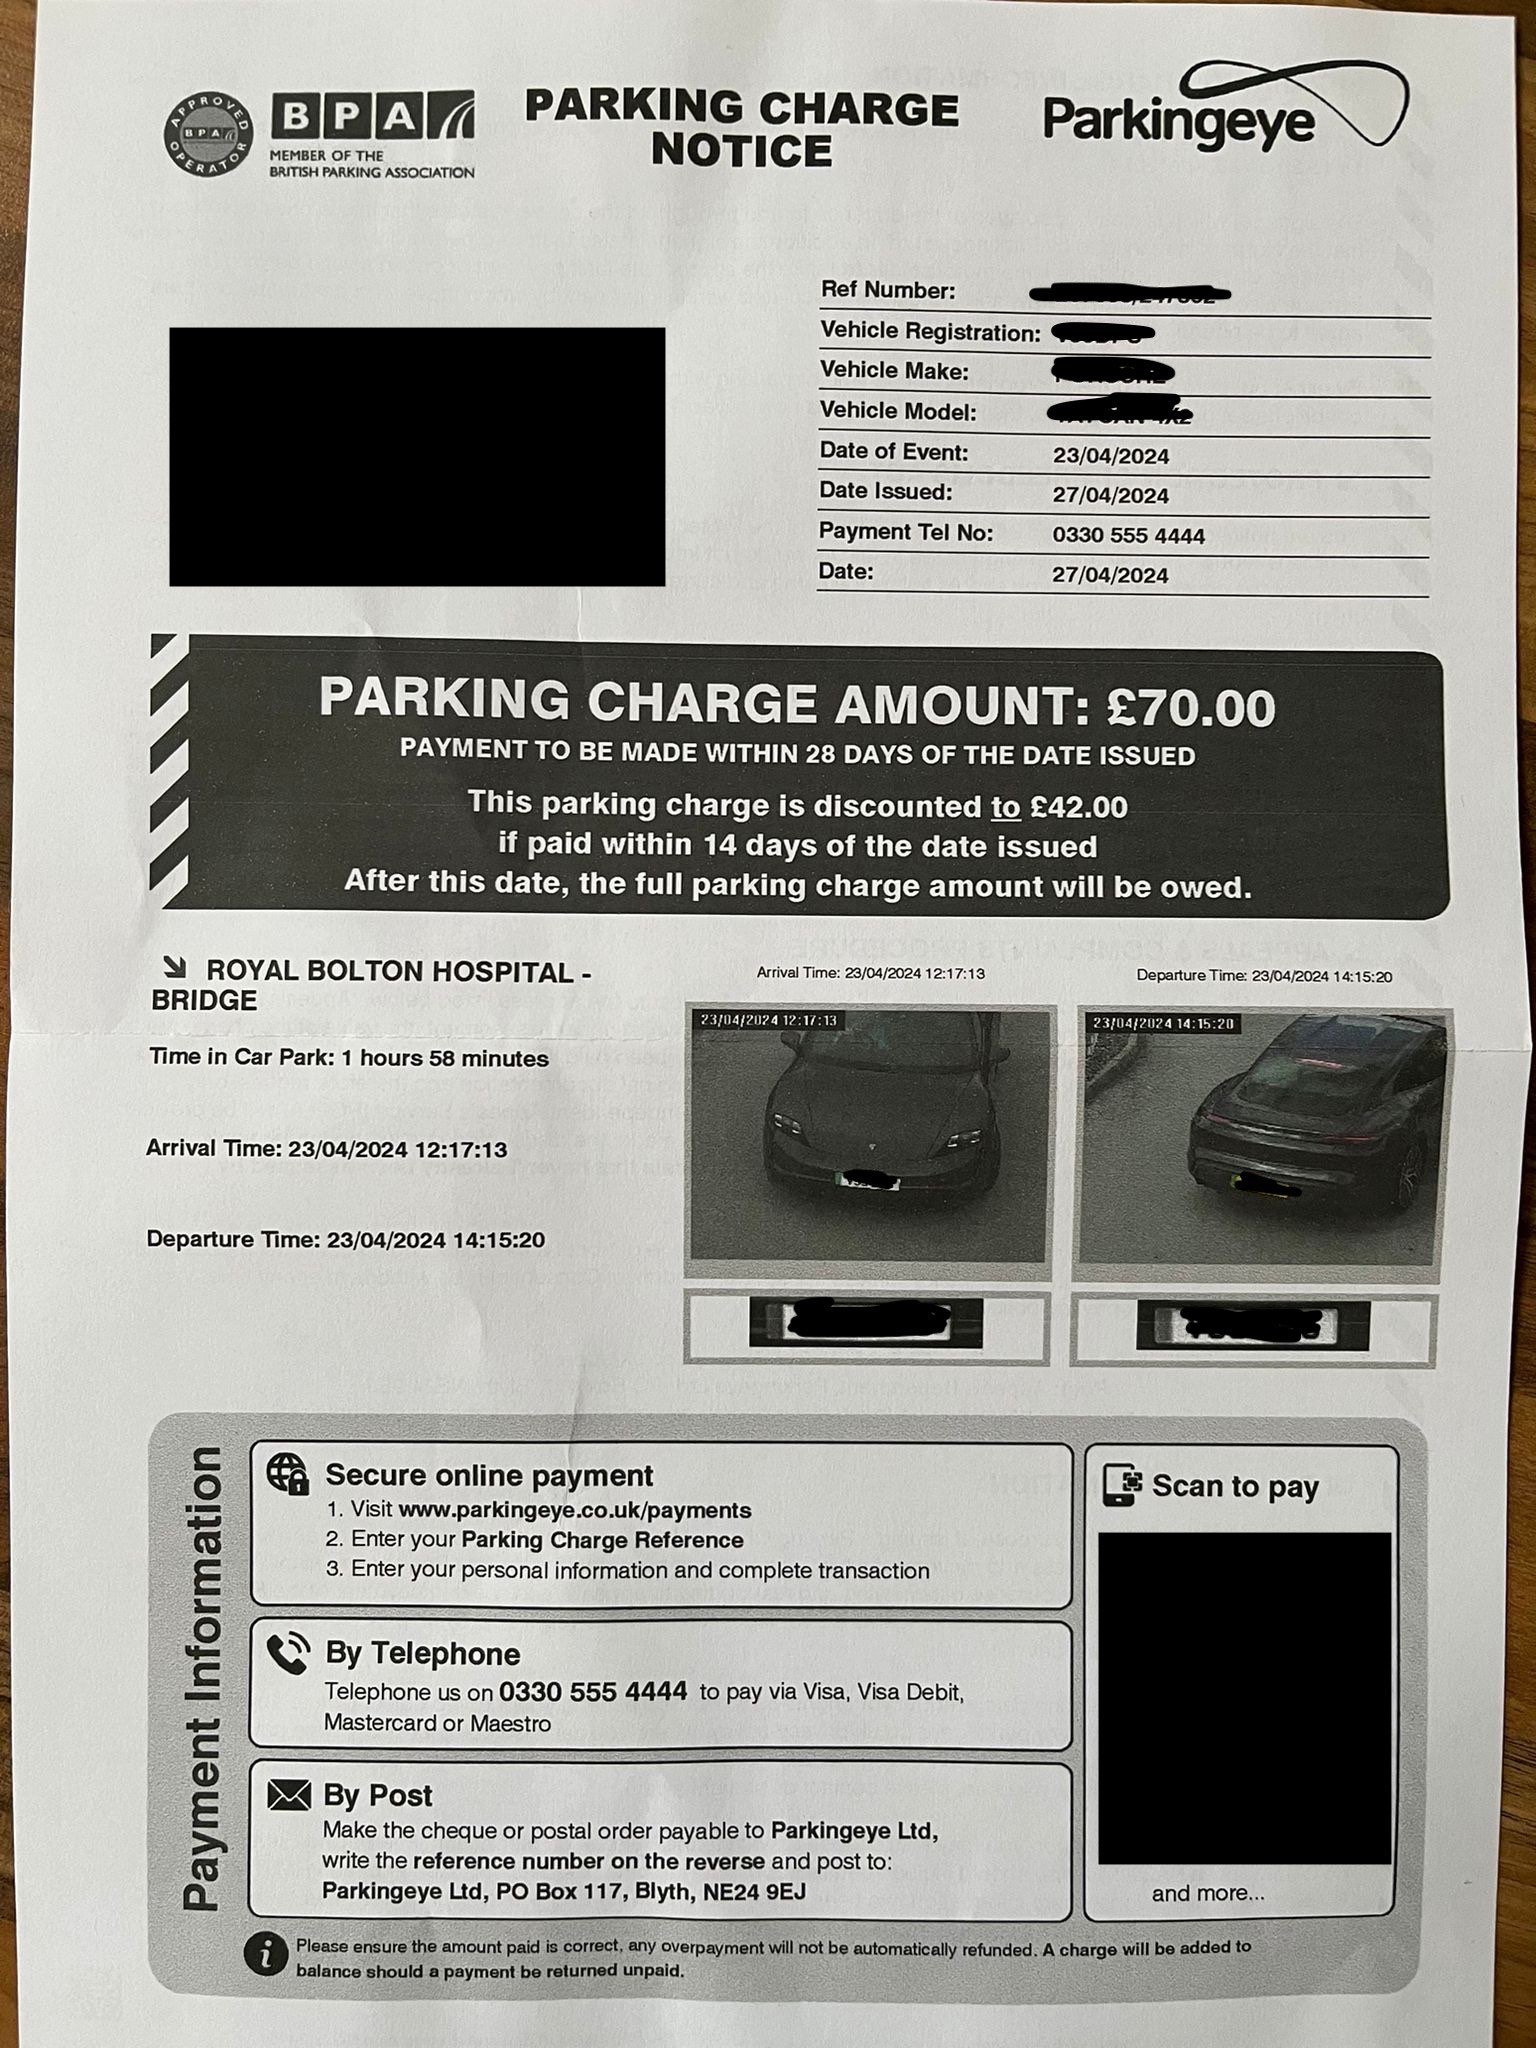 APPROVED
BPA
OPERATOR
BPA
MEMBER OF THE
BRITISH PARKING ASSOCIATION
PARKING CHARGE
NOTICE
Parkingeye
Ref Number:
Vehicle Registration:
Vehicle Make:
Vehicle Model:
Date of Event: 23/04/2024
Date Issued: 27/04/2024
Payment Tel No: 0330 555 4444
Date: 27/04/2024
PARKING CHARGE AMOUNT: £70.00
PAYMENT TO BE MADE WITHIN 28 DAYS OF THE DATE ISSUED
This parking charge is discounted to £42.00
if paid within 14 days of the date issued
After this date, the full parking charge amount will be owed.
ROYAL BOLTON HOSPITAL -
BRIDGE
Time in Car Park: 1 hours 58 minutes
Arrival Time: 23/04/2024 12:17:13
Departure Time: 23/04/2024 14:15:20
Arrival Time: 23/04/2024 12:17:13
23/04/2024 12:17:13
Departure Time: 23/04/2024 14:15:20
23/04/2024 14:15:20
Payment Information
Secure online payment
1. Visit www.parkingeye.co.uk/payments
2. Enter your Parking Charge Reference
3. Enter your personal information and complete transaction
By Telephone
Telephone us on 0330 555 4444 to pay via Visa, Visa Debit,
Mastercard or Maestro
By Post
Make the cheque or postal order payable to Parkingeye Ltd,
write the reference number on the reverse and post to:
Parkingeye Ltd, PO Box 117, Blyth, NE24 9EJ
Scan to pay
and more...
Please ensure the amount paid is correct, any overpayment will not be automatically refunded. A charge will be added to
balance should a payment be returned unpaid.